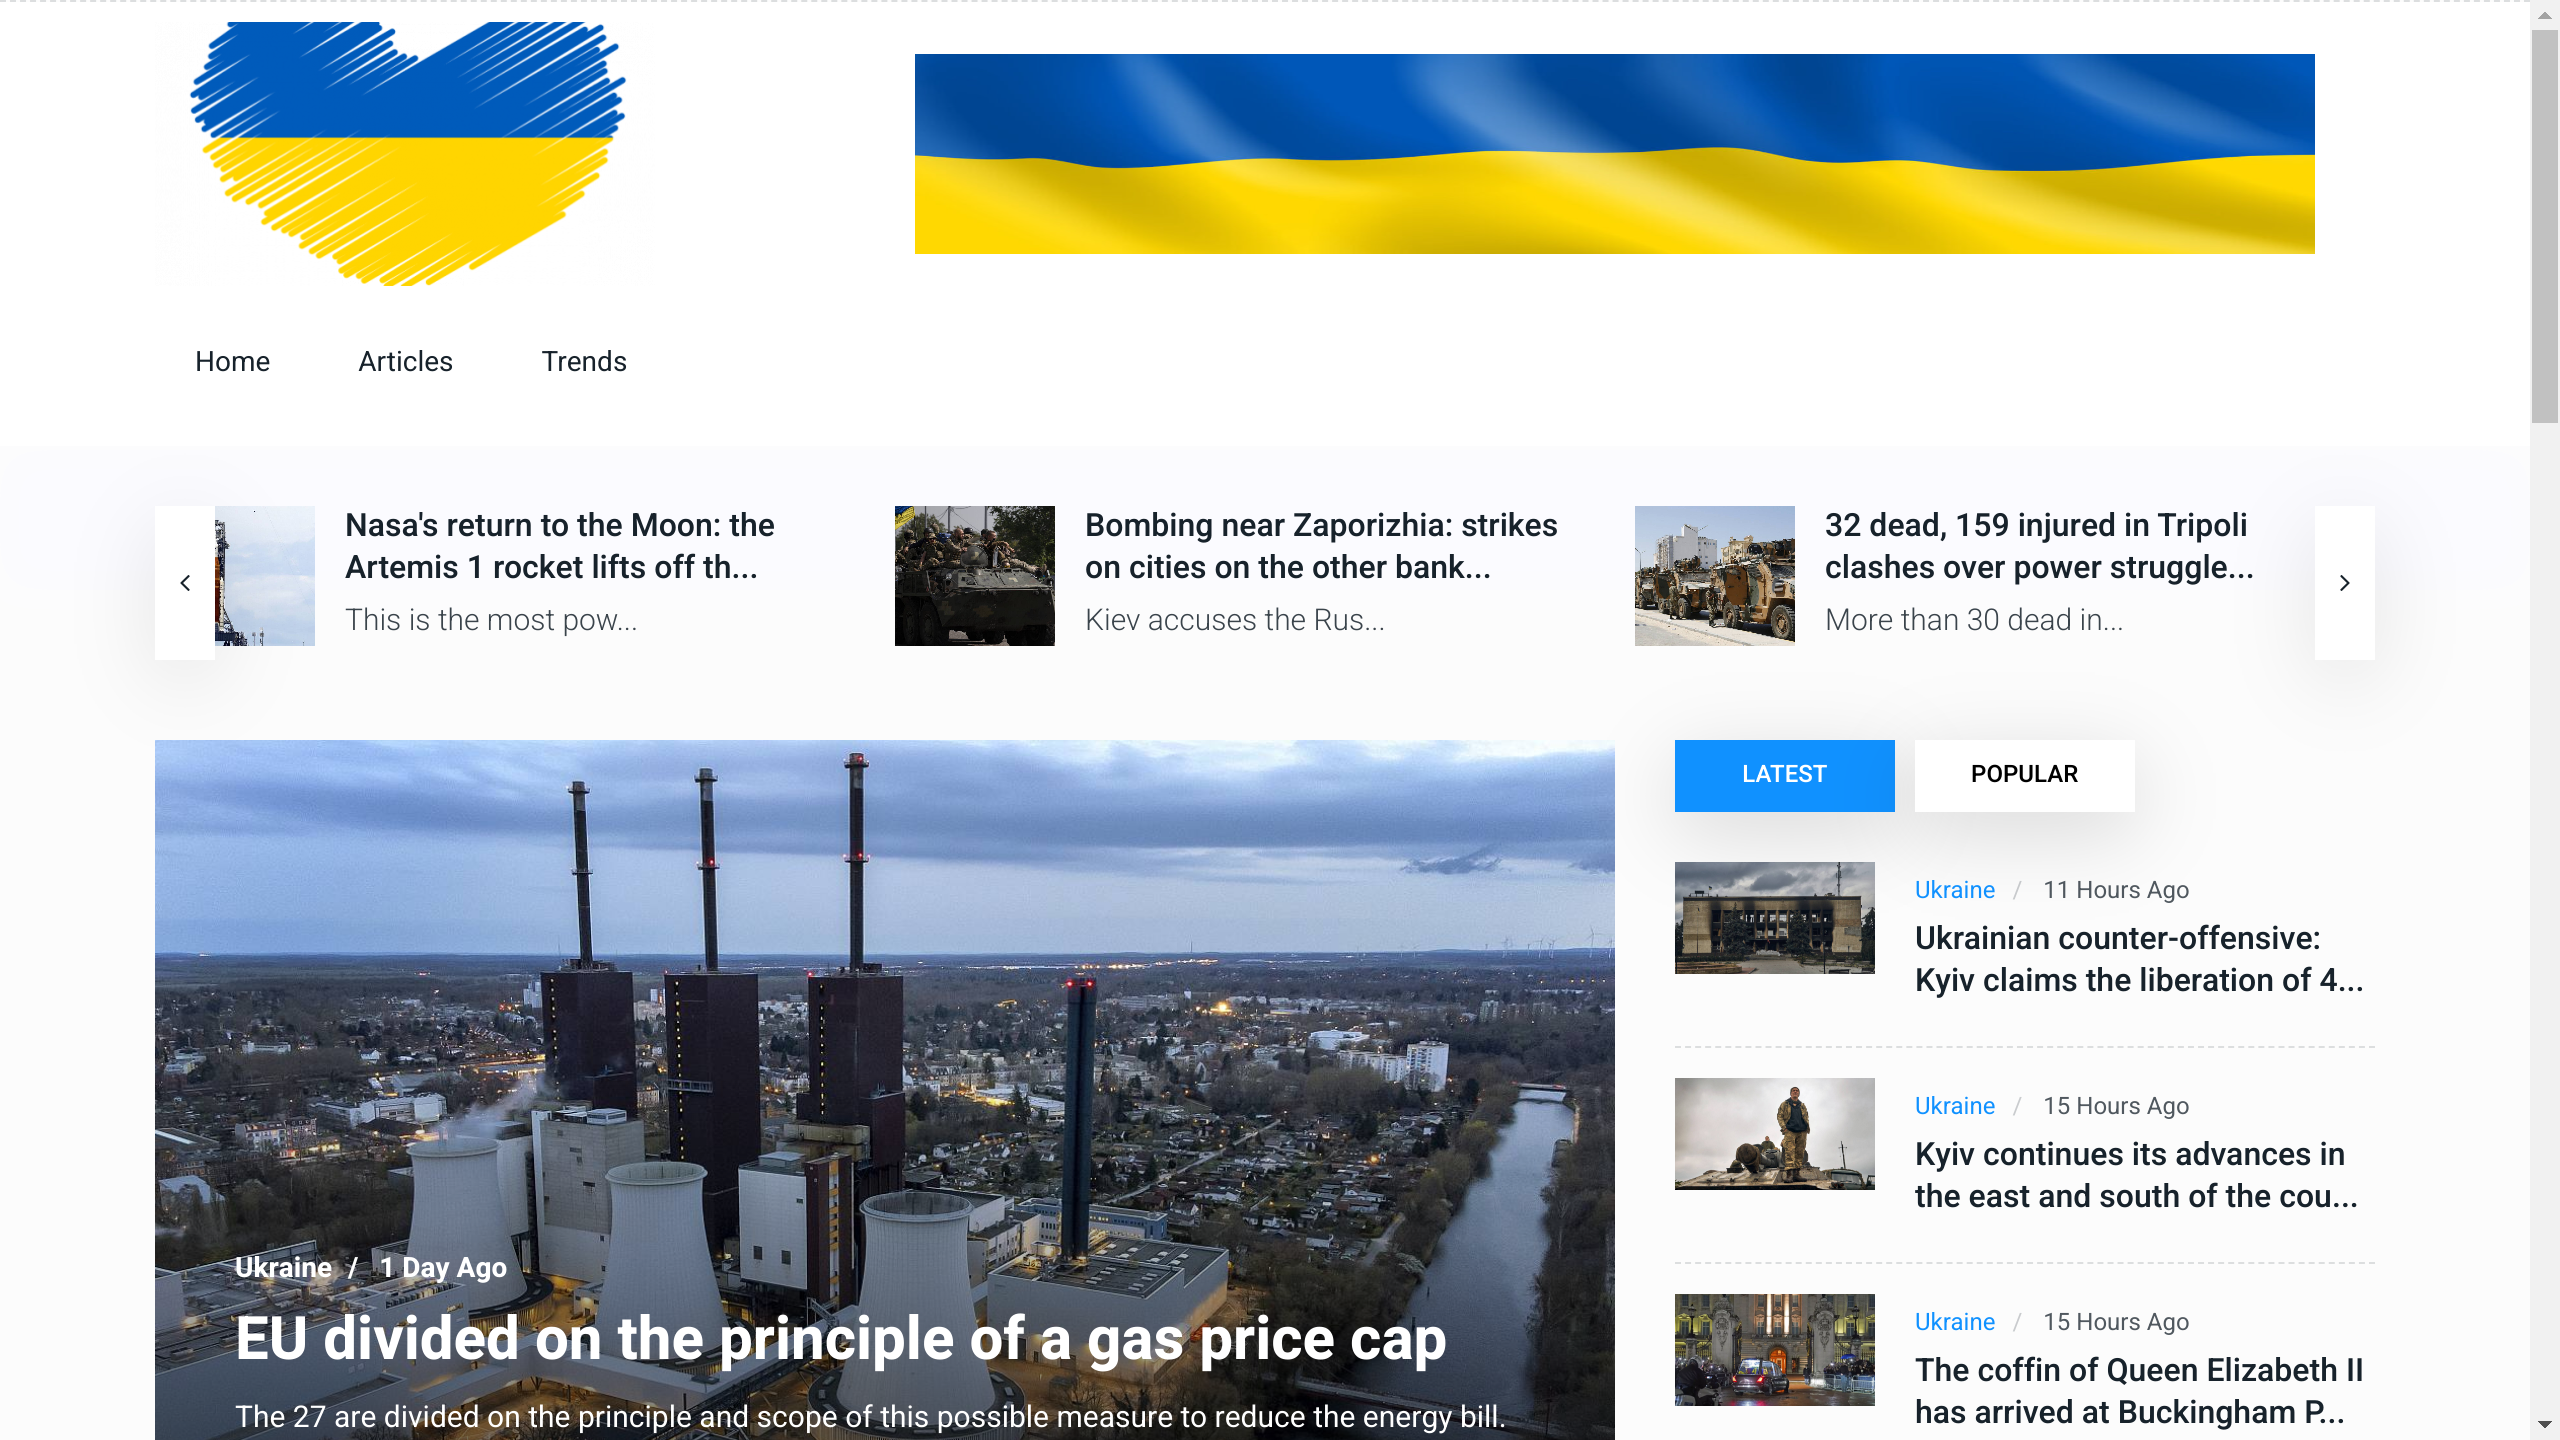 Home
Articles
Trends
Nasa's return to the Moon: the
Artemis 1 rocket lifts off th...
This is the most pow...
Bombing near Zaporizhia: strikes
on cities on the other bank...
Kiev accuses the Rus...
32 dead, 159 injured in Tripoli
clashes over power struggle...
More than 30 dead in...
LATEST
POPULAR
Ukraine / 11 Hours Ago
Ukrainian counter-offensive:
Kyiv claims the liberation of 4...
Ukraine / 15 Hours Ago
Kyiv continues its advances in
the east and south of the cou...
Ukraine / 15 Hours Ago
The coffin of Queen Elizabeth II
has arrived at Buckingham P...
Ukraine / 1 Day Ago
EU divided on the principle of a gas price cap
The 27 are divided on the principle and scope of this possible measure to reduce the energy bill.